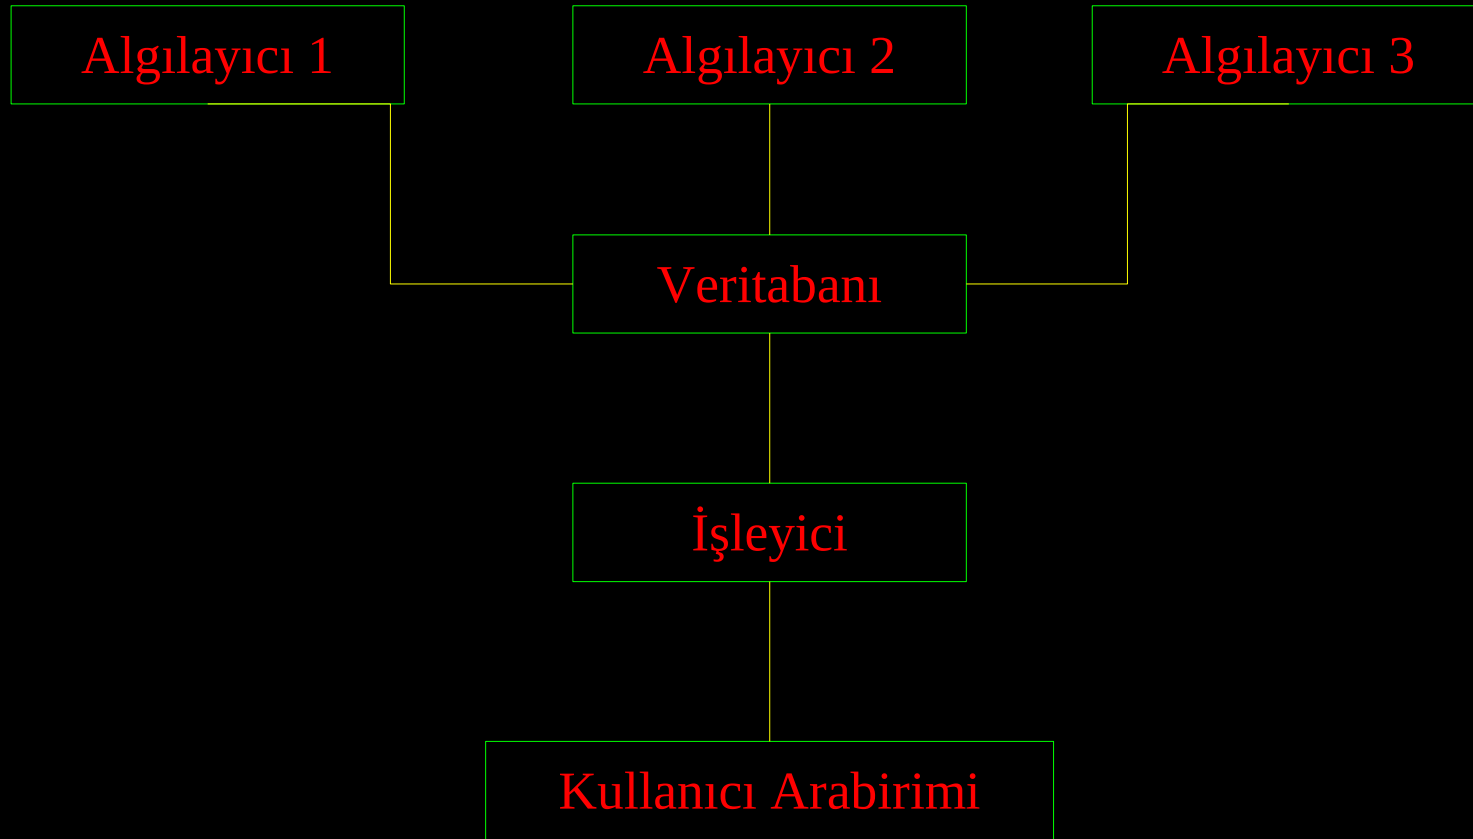 Algılayıcı 1
Algılayıcı 2
Algılayıcı 3
Veritabanı
İşleyici
Kullanıcı Arabirimi